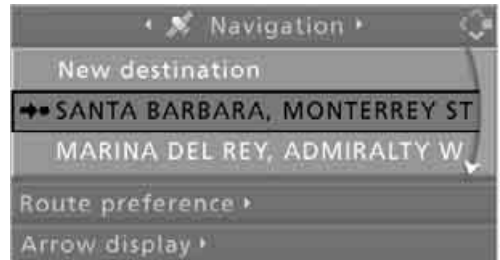 Navigation
New destination
SANTA BARBARA, MONTERREY ST
MARINA DEL REY, ADMIRALTY W
Route preference
Arrow display